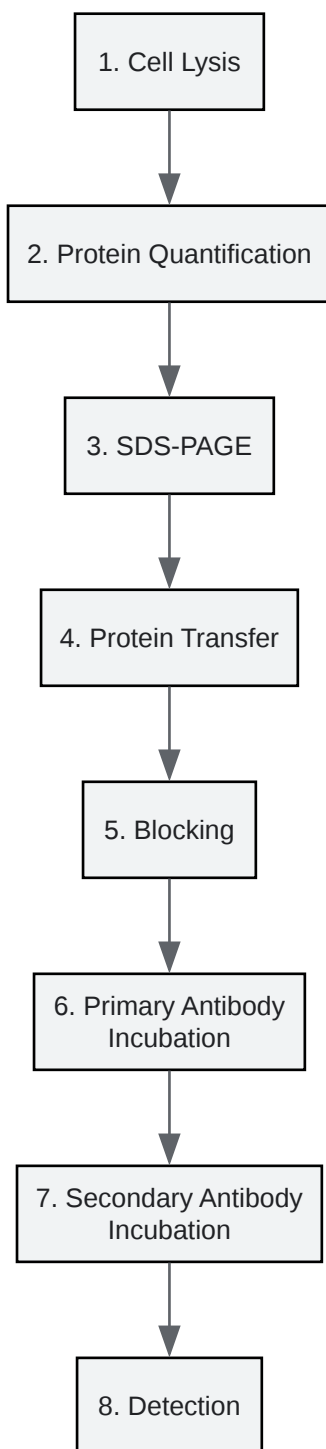 1. Cell Lysis
2. Protein Quantification
3. SDS-PAGE
4. Protein Transfer
5. Blocking
6. Primary Antibody
Incubation
7. Secondary Antibody
Incubation
8. Detection